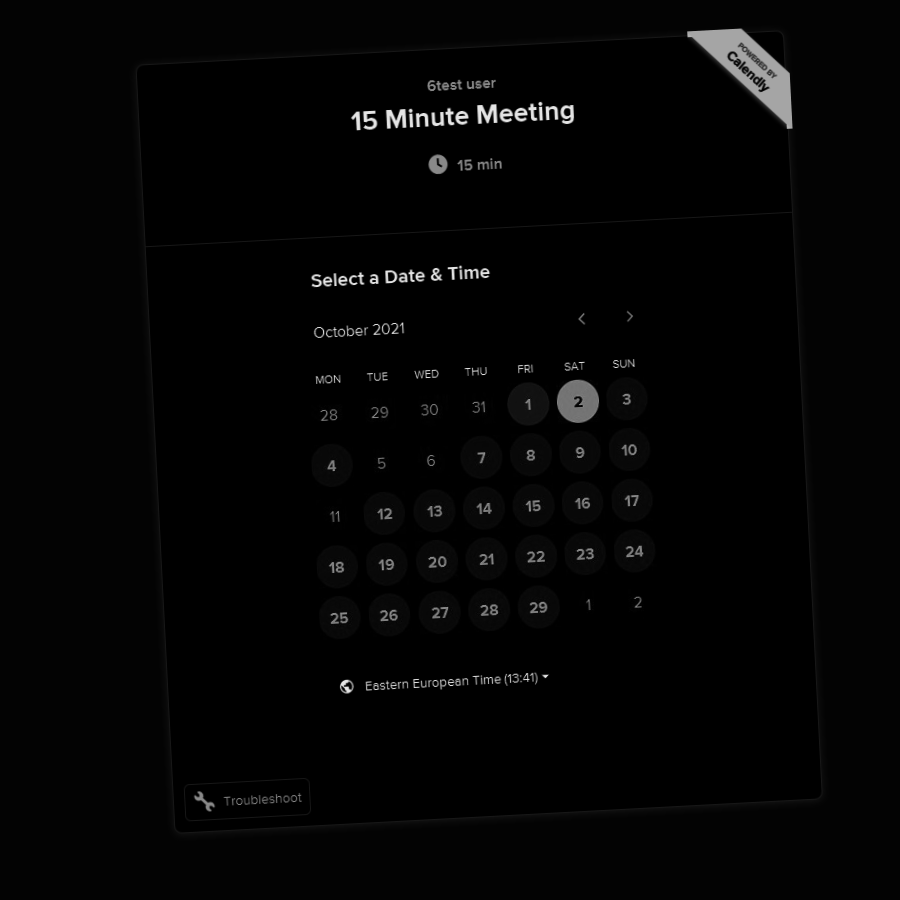 POWERED BY
Calendly
6test user
15 Minute Meeting
15 min
Select a Date & Time
October 2021
MON TUE WED THU FRI SAT SUN
28 29 30 31 1 2 3
4 5 6 7 8 9 10
11 12 13 14 15 16 17
18 19 20 21 22 23 24
25 26 27 28 29 1 2
Eastern European Time (13:41)
Troubleshoot